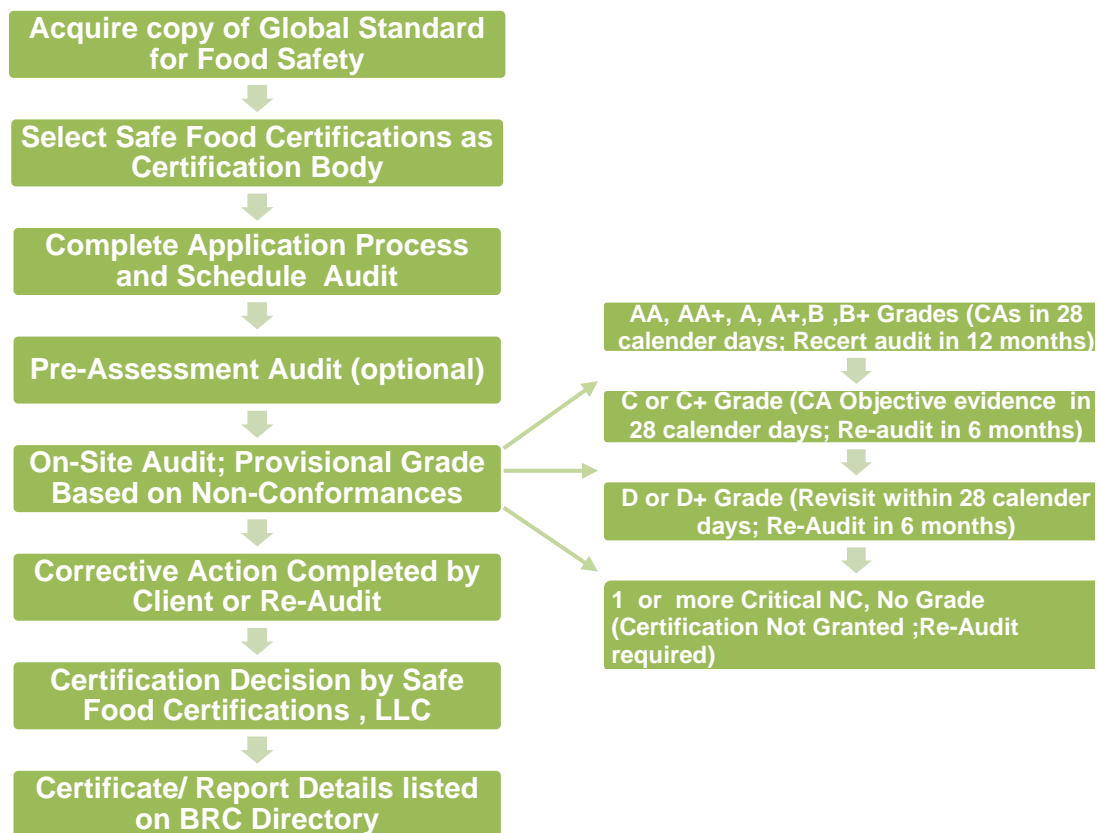 Acquire copy of Global Standard
for Food Safety
Select Safe Food Certifications as
Certification Body
Complete Application Process
and Schedule Audit
Pre-Assessment Audit (optional)
On-Site Audit; Provisional Grade
Based on Non-Conformances
Corrective Action Completed by
Client or Re-Audit
Certification Decision by Safe
Food Certifications , LLC
Certificate/ Report Details listed
on BRC Directory
AA, AA+, A, A+,B ,B+ Grades (CAs in 28
calender days; Recert audit in 12 months)
C or C+ Grade (CA Objective evidence in
28 calender days; Re-audit in 6 months)
D or D+ Grade (Revisit within 28 calender
days; Re-Audit in 6 months)
1 or more Critical NC, No Grade
(Certification Not Granted ;Re-Audit
required)